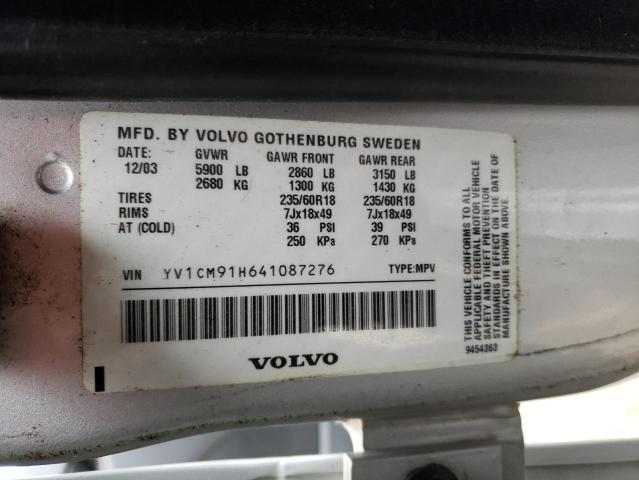 MFD. BY VOLVO GOTHENBURG SWEDEN
DATE: GVWR GAWR FRONT GAWR REAR
12/03 5900 LB 2860 LB 3150 LB
2680 KG 1300 KG 1430 KG
TIRES 235/60R18 235/60R18
RIMS 7Jx18x49 7Jx18x49
AT (COLD) 36 PSI 39 PSI
250 KPa 270 KPa
VIN YV1CM91H641087276 TYPE:MPV
VOLVO
THIS VEHICLE CONFORMS TO ALL
APPLICABLE FEDERAL MOTOR VEHICLE
SAFETY AND THEFT PREVENTION
STANDARDS IN EFFECT ON THE DATE OF
MANUFACTURE SHOWN ABOVE.
9454363